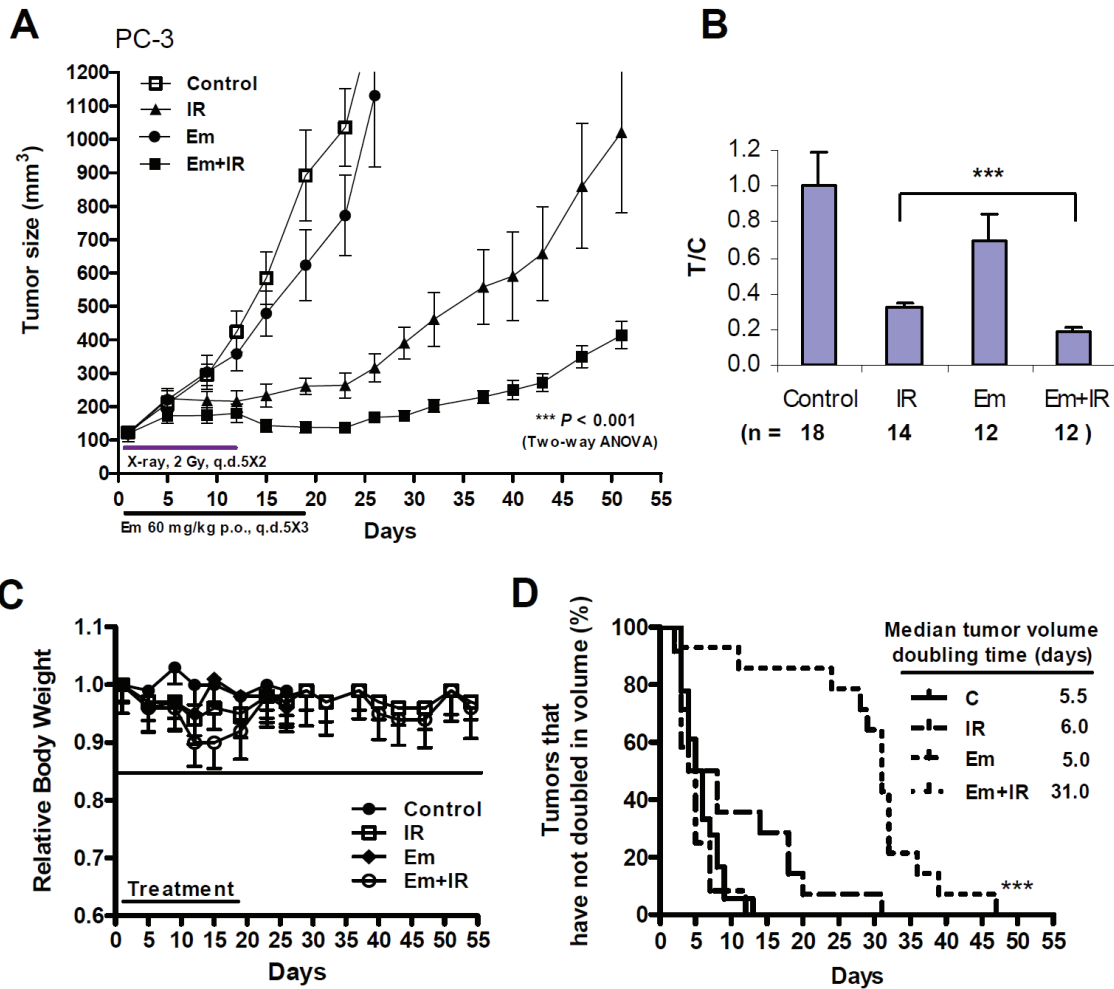 A
PC-3
Tumor size (mm³)
1200
1100
1000
900
800
700
600
500
400
300
200
100
0
Control
IR
Em
Em+IR
*** P < 0.001
(Two-way ANOVA)
X-ray, 2 Gy, q.d.5X2
0 5 10 15 20 25 30 35 40 45 50 55
Em 60 mg/kg p.o., q.d.5X3
Days
B
T/C
1.2
1.0
0.8
0.6
0.4
0.2
0.0
***
Control IR Em Em+IR
(n = 18 14 12 12 )
C
Relative Body Weight
1.1
1.0
0.9
0.8
0.7
0.6
Control
IR
Em
Em+IR
Treatment
0 5 10 15 20 25 30 35 40 45 50 55
Days
D
Tumors that
have not doubled in volume (%)
100
80
60
40
20
0
Median tumor volume
doubling time (days)
C 5.5
IR 6.0
Em 5.0
Em+IR 31.0
***
0 5 10 15 20 25 30 35 40 45 50 55
Days